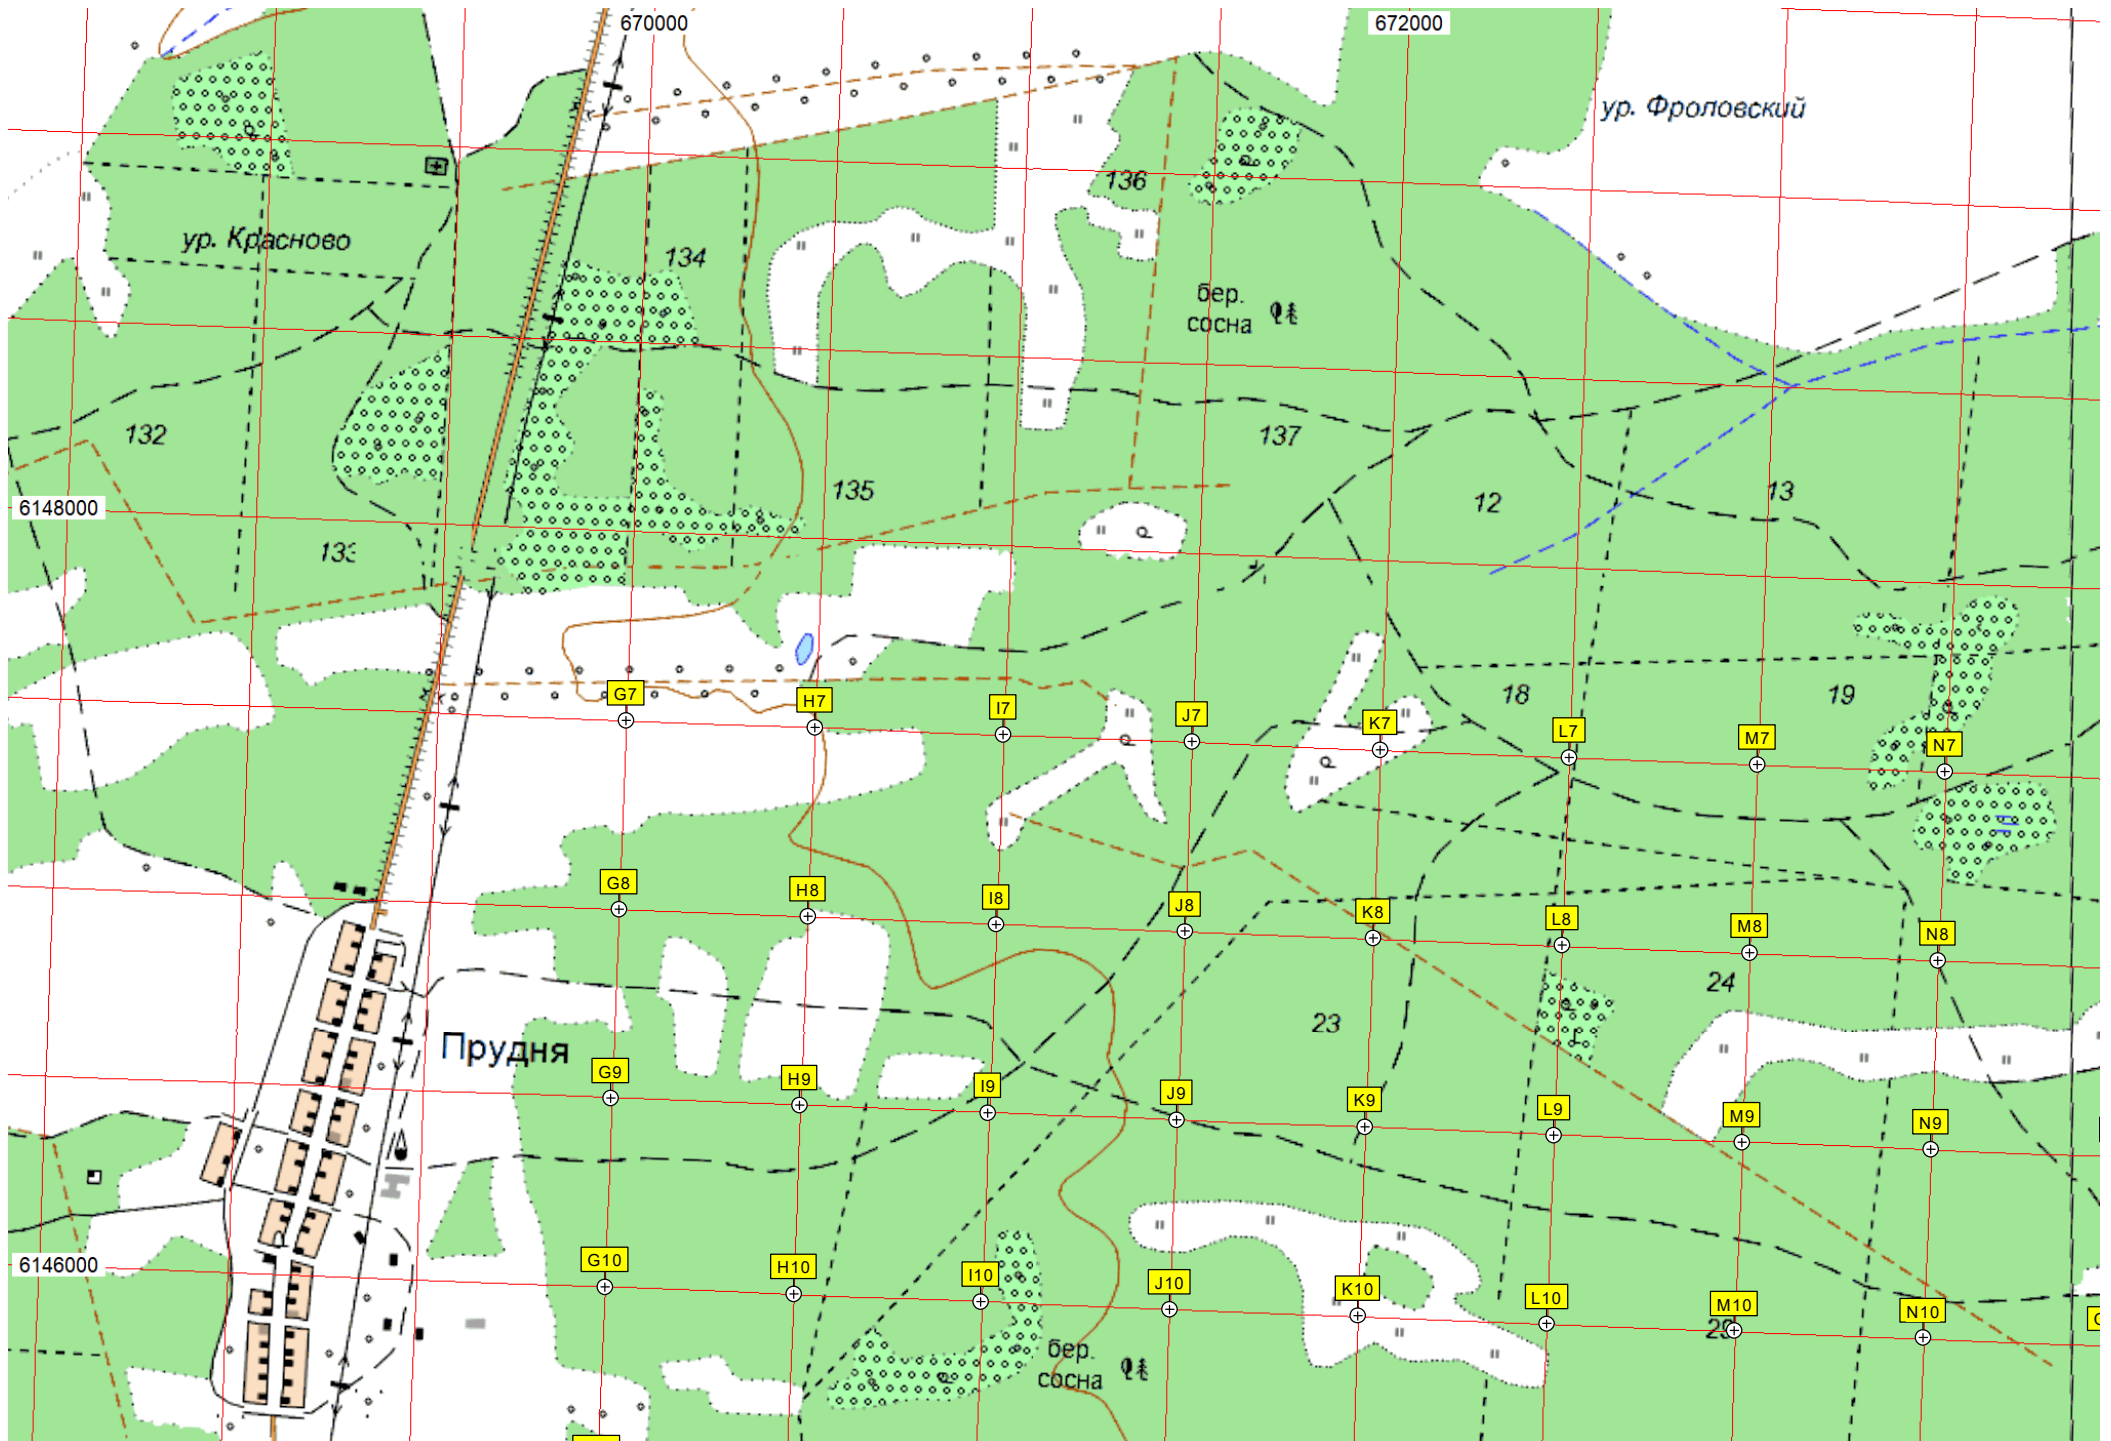 670000
672000
ур. Фроловский
136
ур. Красново
134
бер.
сосна
132
137
135
12
13
6148000
133
18
19
G7
H7
I7
J7
K7
L7
M7
N7
G8
H8
I8
J8
K8
L8
M8
N8
24
23
Прудня
G9
H9
I9
J9
K9
L9
M9
N9
6146000
G10
H10
I10
J10
K10
L10
M10
N10
29
бер.
сосна